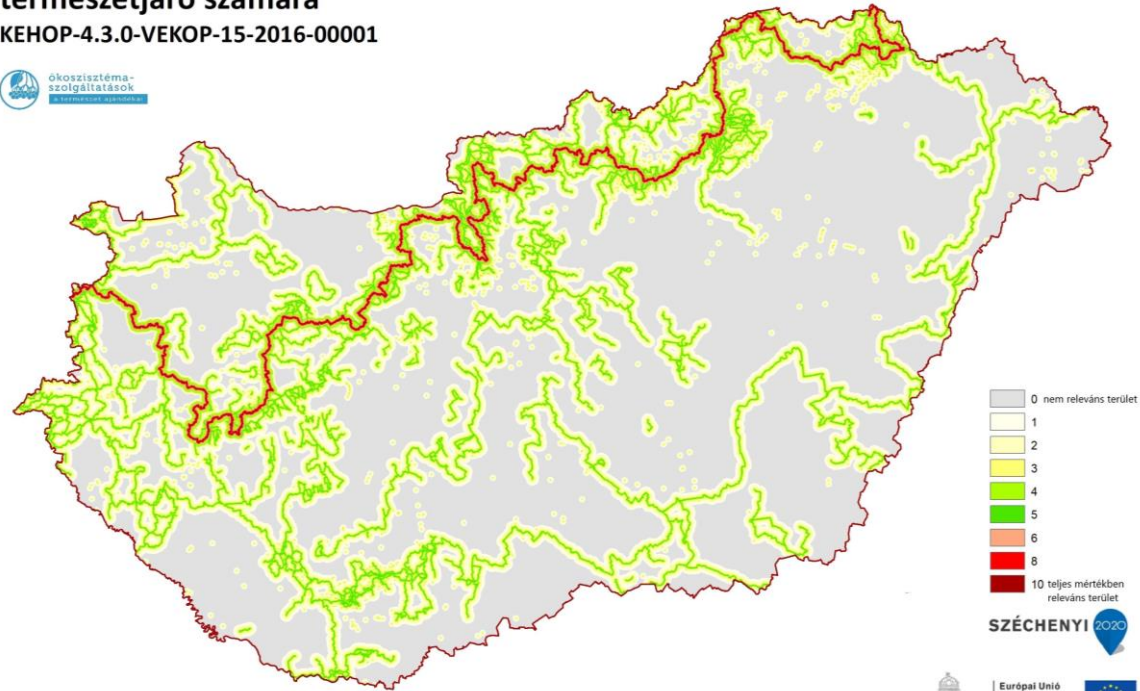 természetjáró számára
KEHOP-4.3.0-VEKOP-15-2016-00001
ökoszisztéma-
szolgáltatások
a természet ajándékai
0 nem releváns terület
1
2
3
4
5
6
8
10 teljes mértékben
releváns terület
SZÉCHENYI 2020
Európai Unió